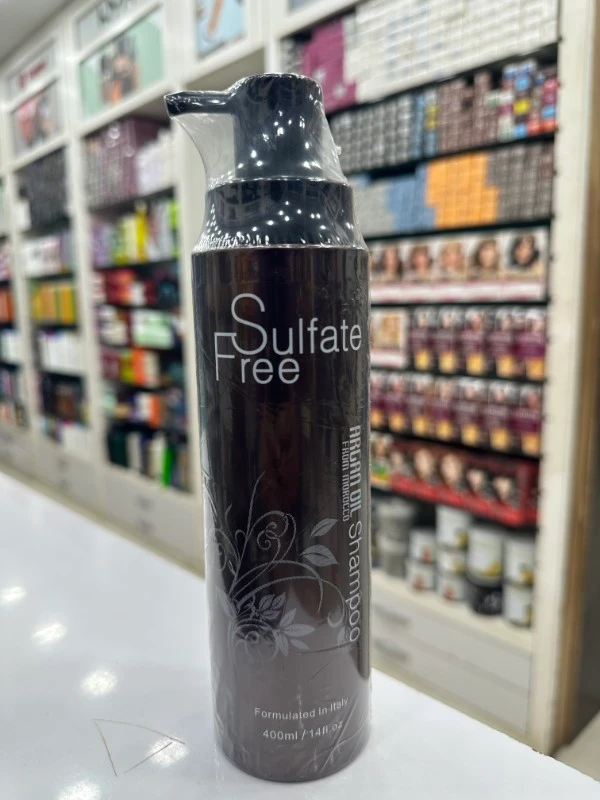 Sulfate
Free
ARGAN OIL Shampoo
FROM MOROCCO
Formulated in Italy
400ml / 14fl.oz